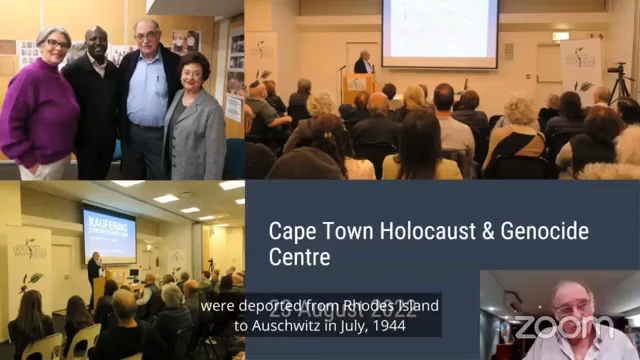 KAUFERING
Cape Town Holocaust & Genocide
Centre
23 August 2022
were deported from Rhodes Island
to Auschwitz in July, 1944
zoom